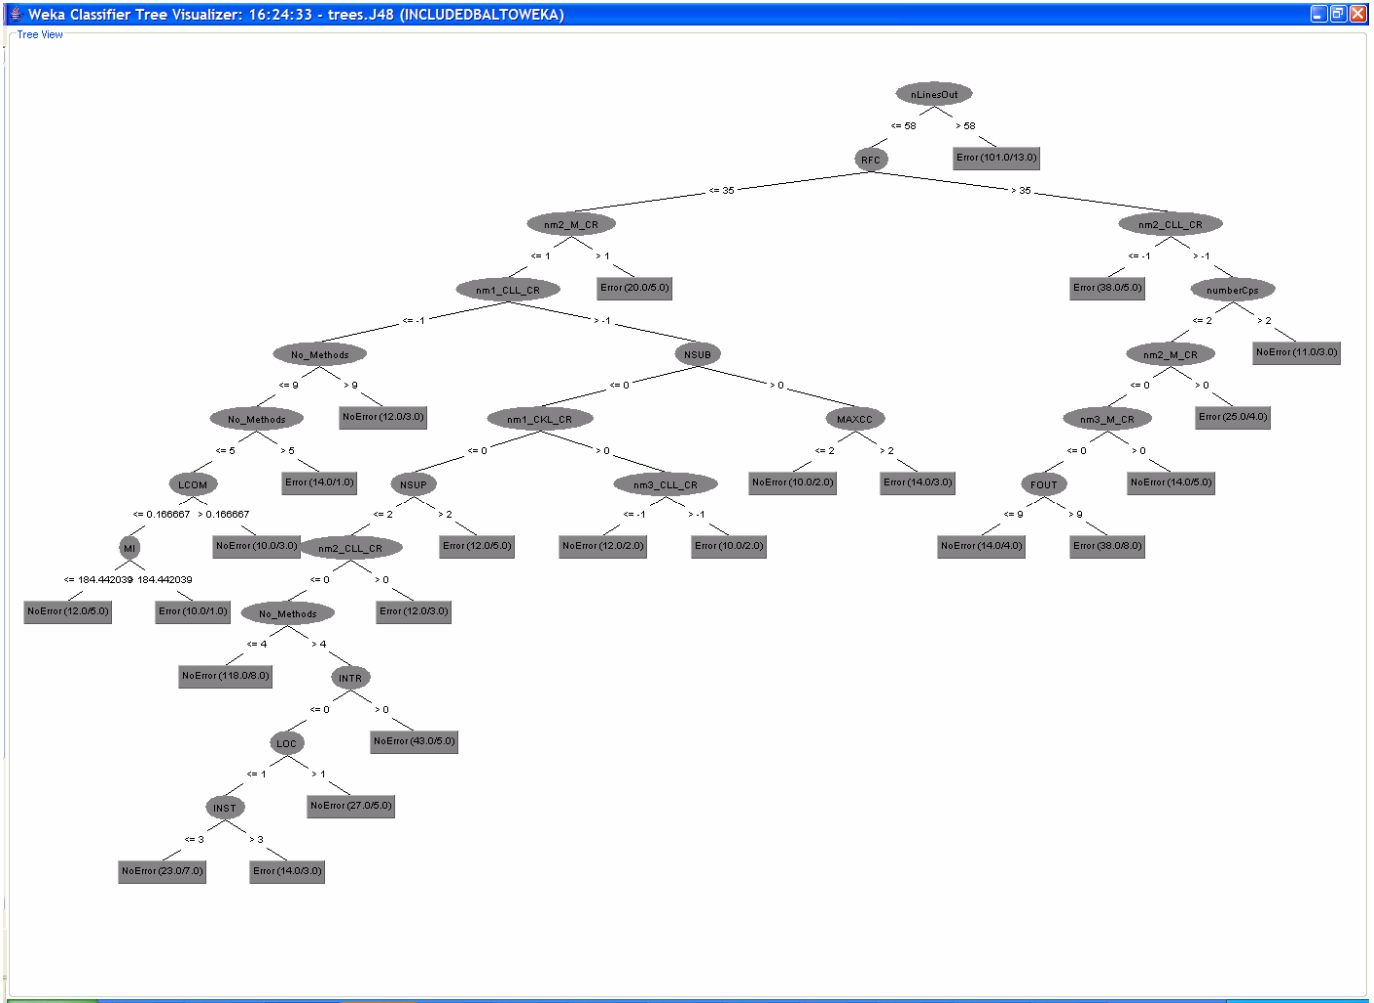 Weka Classifier Tree Visualizer: 16:24:33 - trees.J48 (INCLUDEDBALTOWEKA)
Tree View
nLinesOut
<= 58 > 58
RFC Error (101.0/13.0)
<= 35 > 35
nm2_M_CR nm2_CLL_CR
<= 1 > 1 <= -1 > -1
nm1_CLL_CR Error (20.0/5.0) Error (38.0/5.0) numberCps
<= -1 > -1 <= 2 > 2
No_Methods NSUB nm2_M_CR NoError (11.0/3.0)
<= 9 > 9 <= 0 > 0 <= 0 > 0
No_Methods NoError (12.0/3.0) nm1_CKL_CR MAXCC nm3_M_CR Error (25.0/4.0)
<= 5 > 5 <= 0 > 0 <= 2 > 2 <= 0 > 0
LCOM Error (14.0/1.0) NSUP nm3_CLL_CR NoError (10.0/2.0) Error (14.0/3.0) FOUT NoError (14.0/5.0)
<= 0.166667 > 0.166667 <= 2 > 2 <= -1 > -1 <= 9 > 9
MI NoError (10.0/3.0) nm2_CLL_CR Error (12.0/5.0) NoError (12.0/2.0) Error (10.0/2.0) NoError (14.0/4.0) Error (38.0/8.0)
<= 184.442039 > 184.442039 <= 0 > 0
NoError (12.0/5.0) Error (10.0/1.0) No_Methods Error (12.0/3.0)
<= 4 > 4
NoError (118.0/8.0) INTR
<= 0 > 0
LOC NoError (43.0/5.0)
<= 1 > 1
INST NoError (27.0/5.0)
<= 3 > 3
NoError (23.0/7.0) Error (14.0/3.0)